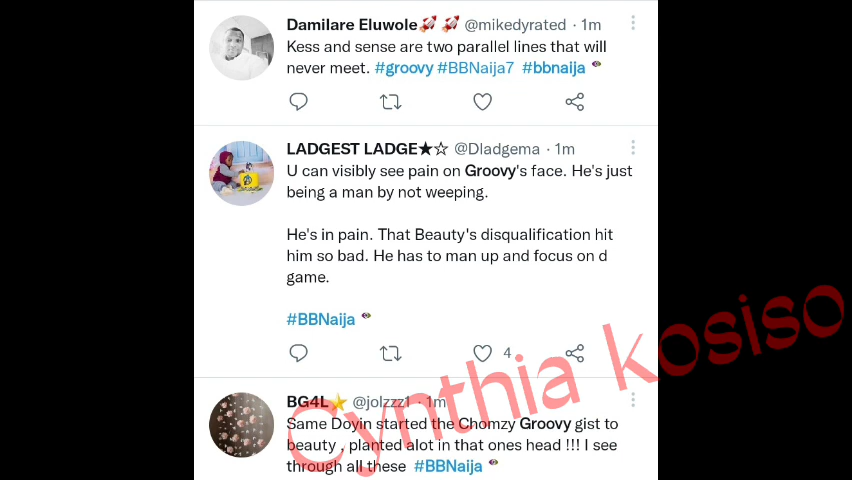 Damilare Eluwole🚀🚀 @mikedyrated · 1m
Kess and sense are two parallel lines that will
never meet. #groovy #BBNaija7 #bbnaija
LADGEST LADGE★☆ @Dladgema · 1m
U can visibly see pain on Groovy's face. He's just
being a man by not weeping.
He's in pain. That Beauty's disqualification hit
him so bad. He has to man up and focus on d
game.
#BBNaija
4
BG4L⭐ @jolzzz1 · 1m
Same Doyin started the Chomzy Groovy gist to
beauty , planted alot in that ones head !!! I see
through all these #BBNaija
Cynthia kosiso